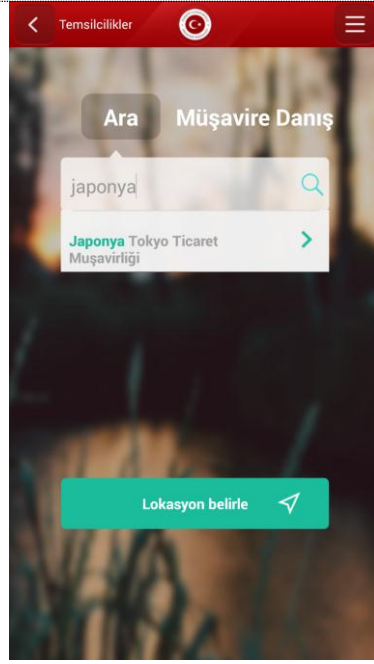 Temsilcilikler
Ara Müşavire Danış
japonya
Japonya Tokyo Ticaret
Muşavirliği
Lokasyon belirle